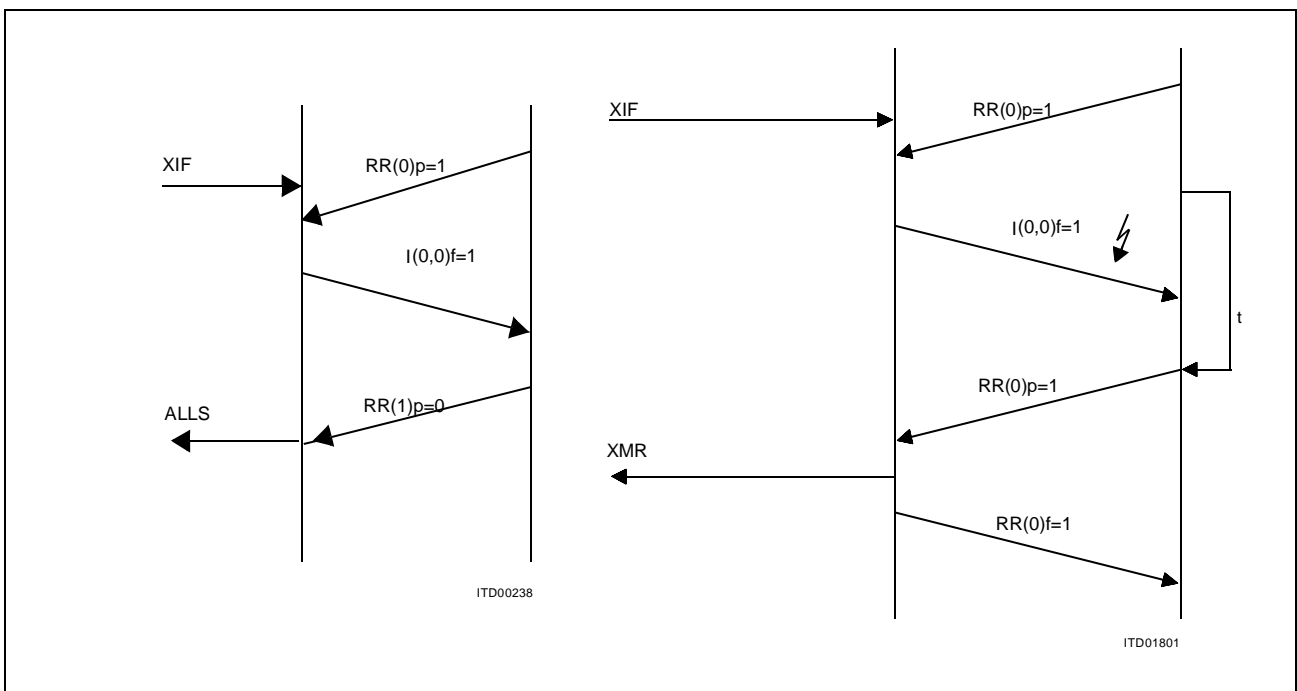 XIF
RR(0)p=1
I(0,0)f=1
RR(1)p=0
ALLS
ITD00238
XIF
RR(0)p=1
I(0,0)f=1
t
RR(0)p=1
XMR
RR(0)f=1
ITD01801